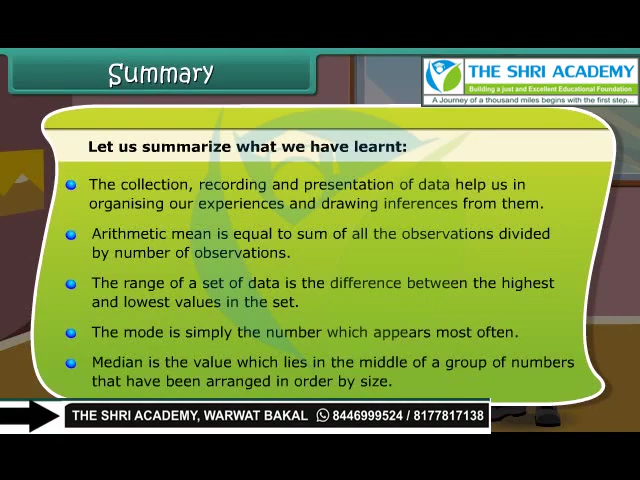 Summary
THE SHRI ACADEMY
Building a just and Excellent Educational Foundation
A Journey of a thousand miles begins with the first step...
Let us summarize what we have learnt:
The collection, recording and presentation of data help us in
organising our experiences and drawing inferences from them.
Arithmetic mean is equal to sum of all the observations divided
by number of observations.
The range of a set of data is the difference between the highest
and lowest values in the set.
The mode is simply the number which appears most often.
Median is the value which lies in the middle of a group of numbers
that have been arranged in order by size.
THE SHRI ACADEMY, WARWAT BAKAL 8446999524 / 8177817138